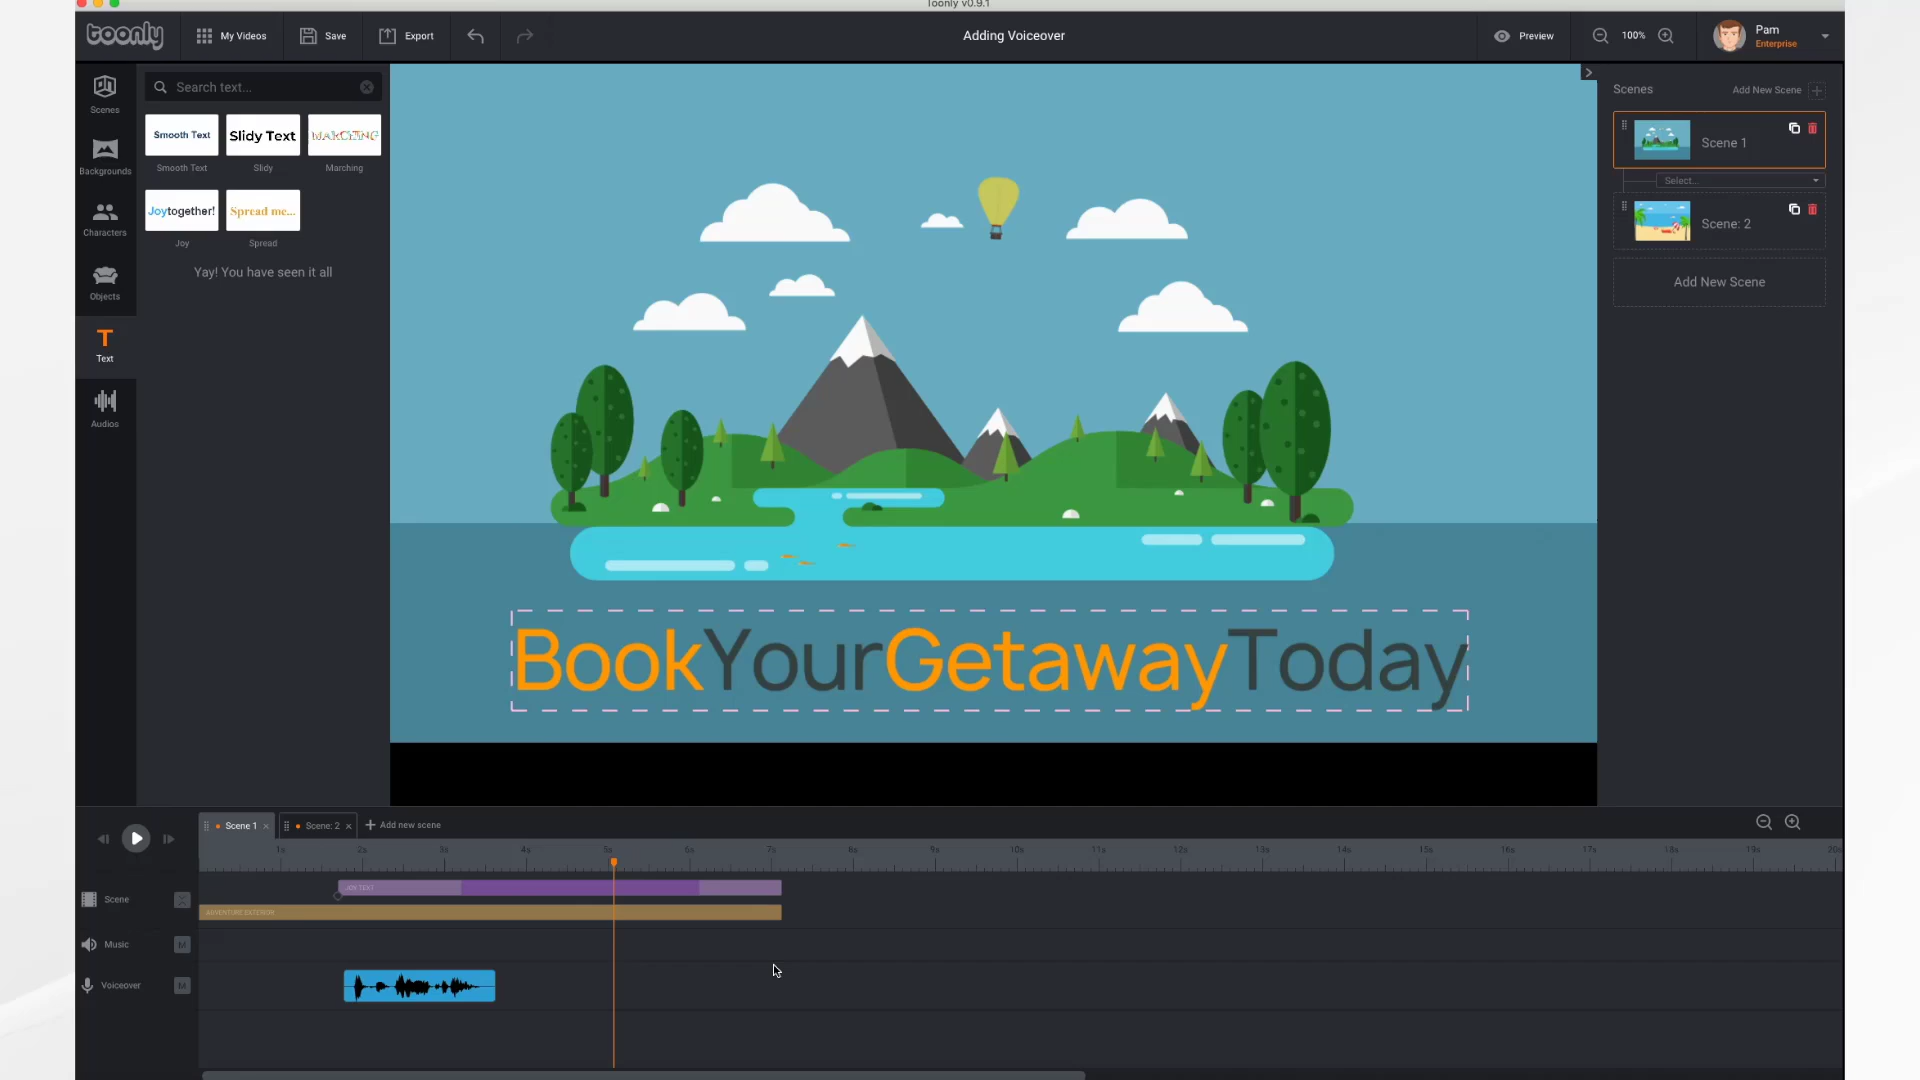 Toonly v0.9.1
toonly
My Videos
Save
Export
Adding Voiceover
Preview
100%
Pam
Enterprise
Scenes
Backgrounds
Characters
Objects
Text
Audios
Search text...
Smooth Text
Slidy Text
MARCHING
Smooth Text
Slidy
Marching
Joytogether!
Spread me...
Joy
Spread
Yay! You have seen it all
BookYourGetawayToday
Scenes
Add New Scene
Scene 1
Select...
Scene: 2
Add New Scene
Scene 1
Scene: 2
Add new scene
1s
2s
3s
4s
5s
6s
7s
8s
9s
10s
11s
12s
13s
14s
15s
16s
17s
18s
19s
20s
Scene
JOY TEXT
Music
M
Voiceover
M